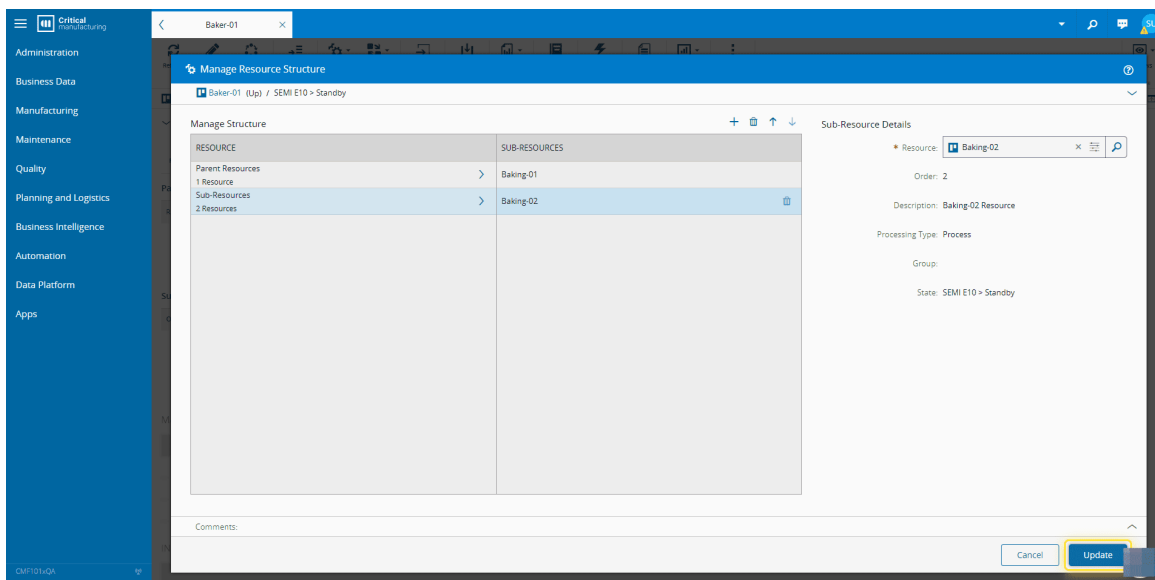 Critical
manufacturing
Baker-01
SU
Administration
Business Data
Manufacturing
Maintenance
Quality
Planning and Logistics
Business Intelligence
Automation
Data Platform
Apps
CMF101xQA
Manage Resource Structure
Baker-01 (Up) / SEMI E10 > Standby
Manage Structure
RESOURCE
SUB-RESOURCES
Parent Resources
1 Resource
Baking-01
Sub-Resources
2 Resources
Baking-02
Sub-Resource Details
* Resource: Baking-02
Order: 2
Description: Baking-02 Resource
Processing Type: Process
Group:
State: SEMI E10 > Standby
Comments:
Cancel
Update